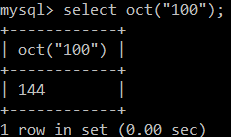 mysql> select oct("100");
+------------+
| oct("100") |
+------------+
| 144        |
+------------+
1 row in set (0.00 sec)